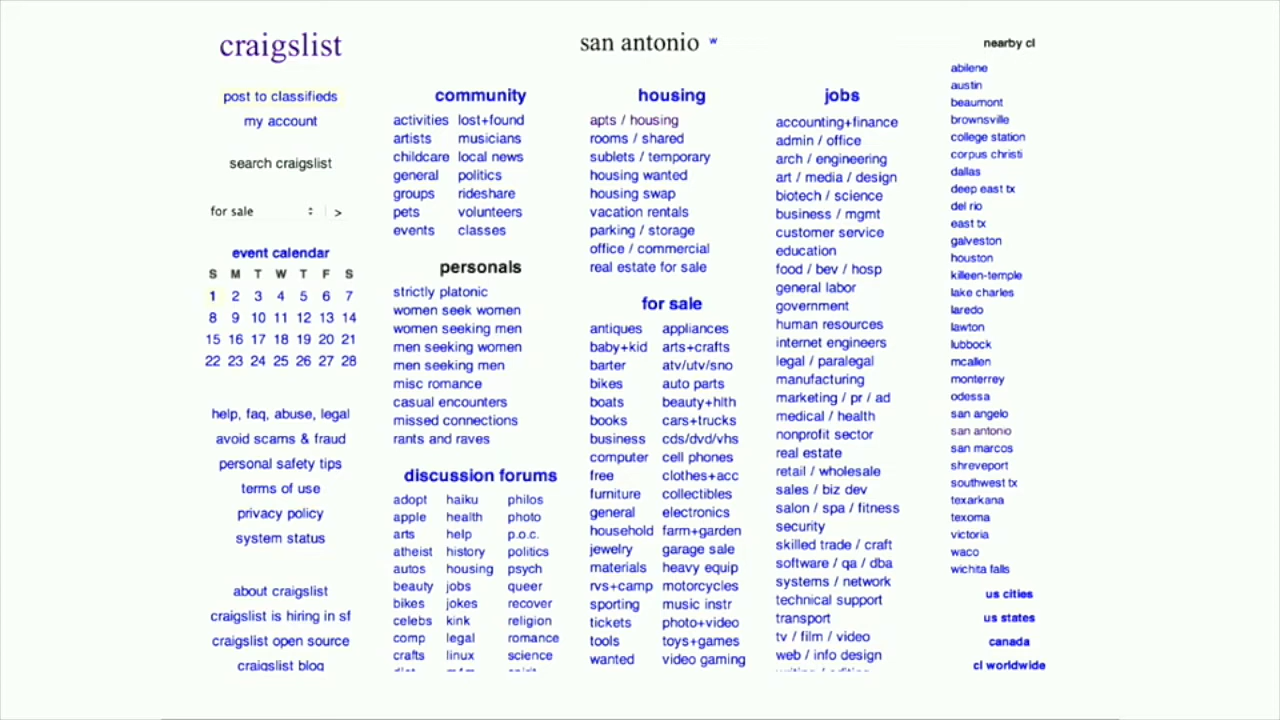 craigslist
post to classifieds
my account
search craigslist
for sale >
event calendar
S M T W T F S
1 2 3 4 5 6 7
8 9 10 11 12 13 14
15 16 17 18 19 20 21
22 23 24 25 26 27 28
help, faq, abuse, legal
avoid scams & fraud
personal safety tips
terms of use
privacy policy
system status
about craigslist
craigslist is hiring in sf
craigslist open source
craigslist blog
san antonio w
community
activities lost+found
artists musicians
childcare local news
general politics
groups rideshare
pets volunteers
events classes
personals
strictly platonic
women seek women
women seeking men
men seeking women
men seeking men
misc romance
casual encounters
missed connections
rants and raves
discussion forums
adopt haiku philos
apple health photo
arts help p.o.c.
atheist history politics
autos housing psych
beauty jobs queer
bikes jokes recover
celebs kink religion
comp legal romance
crafts linux science
housing
apts / housing
rooms / shared
sublets / temporary
housing wanted
housing swap
vacation rentals
parking / storage
office / commercial
real estate for sale
for sale
antiques appliances
baby+kid arts+crafts
barter atv/utv/sno
bikes auto parts
boats beauty+hlth
books cars+trucks
business cds/dvd/vhs
computer cell phones
free clothes+acc
furniture collectibles
general electronics
household farm+garden
jewelry garage sale
materials heavy equip
rvs+camp motorcycles
sporting music instr
tickets photo+video
tools toys+games
wanted video gaming
jobs
accounting+finance
admin / office
arch / engineering
art / media / design
biotech / science
business / mgmt
customer service
education
food / bev / hosp
general labor
government
human resources
internet engineers
legal / paralegal
manufacturing
marketing / pr / ad
medical / health
nonprofit sector
real estate
retail / wholesale
sales / biz dev
salon / spa / fitness
security
skilled trade / craft
software / qa / dba
systems / network
technical support
transport
tv / film / video
web / info design
nearby cl
abilene
austin
beaumont
brownsville
college station
corpus christi
dallas
deep east tx
del rio
east tx
galveston
houston
killeen-temple
lake charles
laredo
lawton
lubbock
mcallen
monterrey
odessa
san angelo
san antonio
san marcos
shreveport
southwest tx
texarkana
texoma
victoria
waco
wichita falls
us cities
us states
canada
cl worldwide